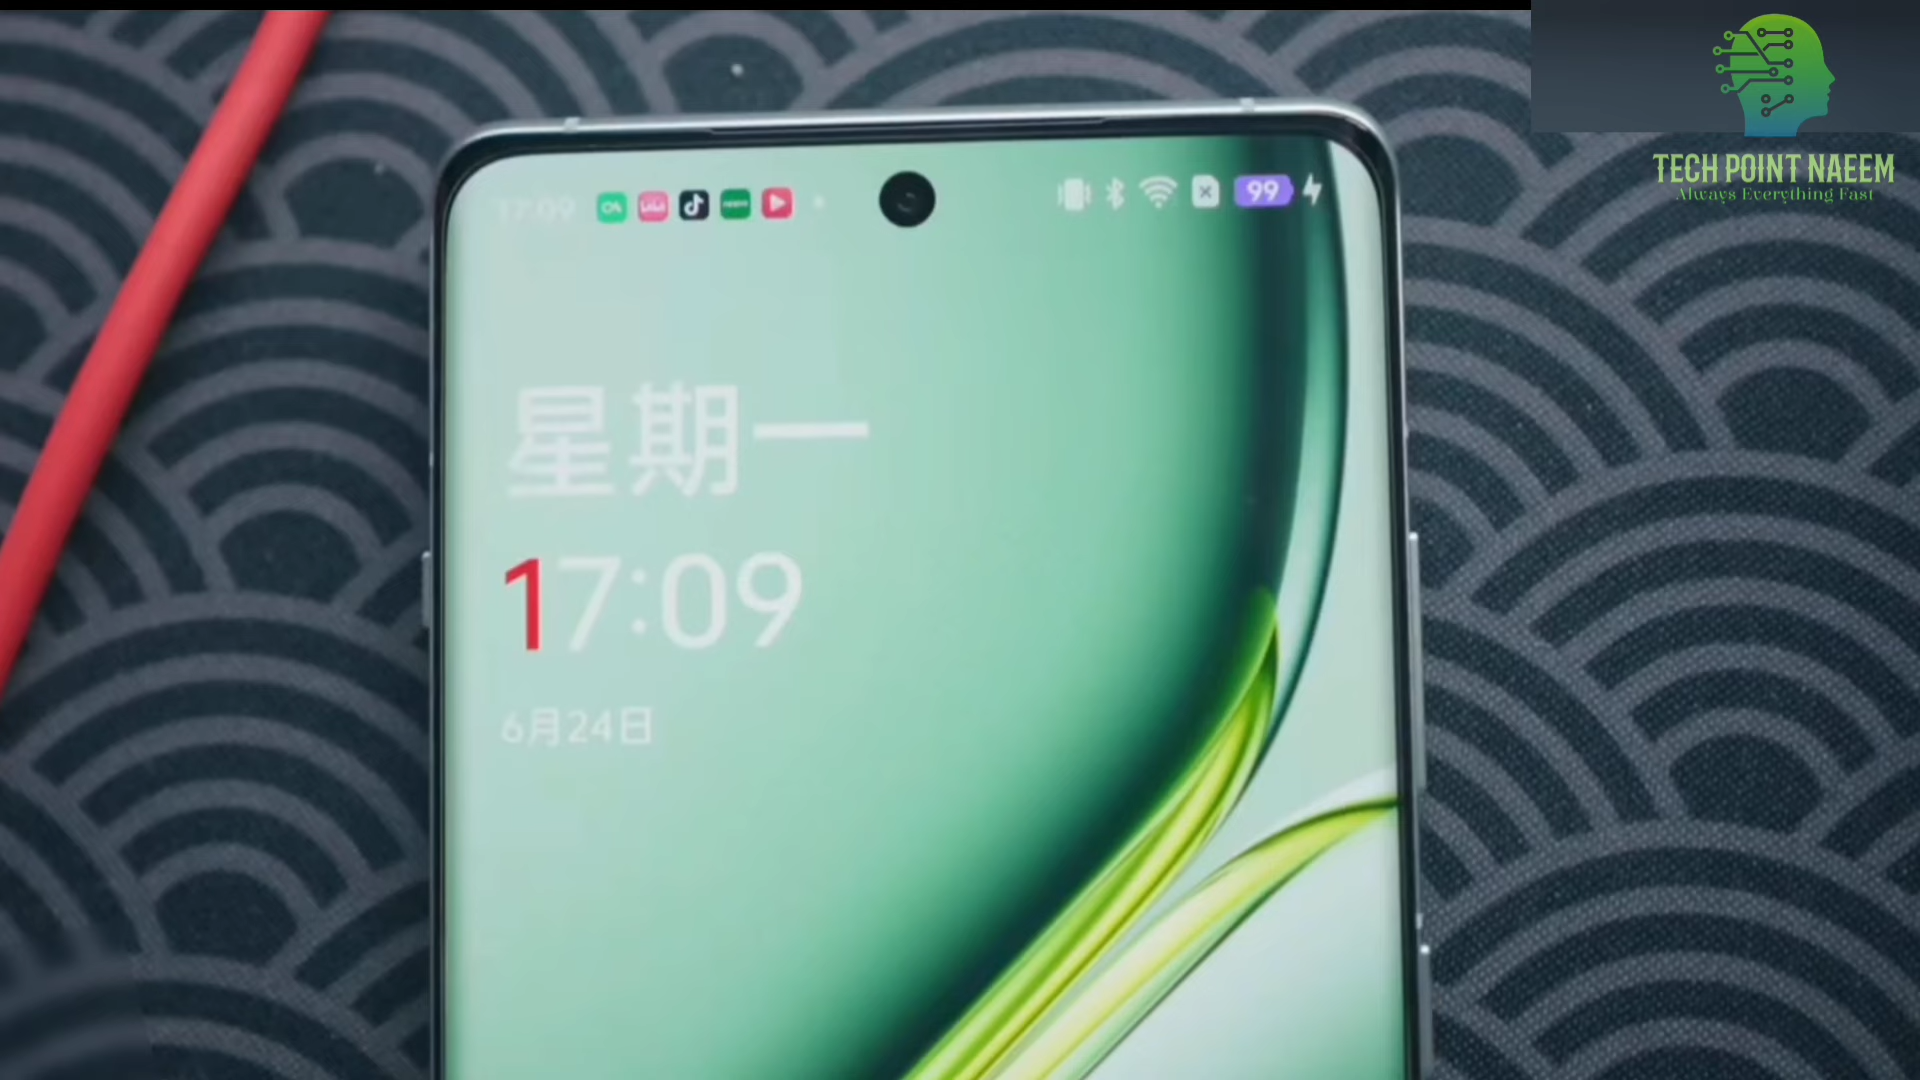 17:09
99
星期一
17:09
6月24日
TECH POINT NAEEM
Always Everything Fast